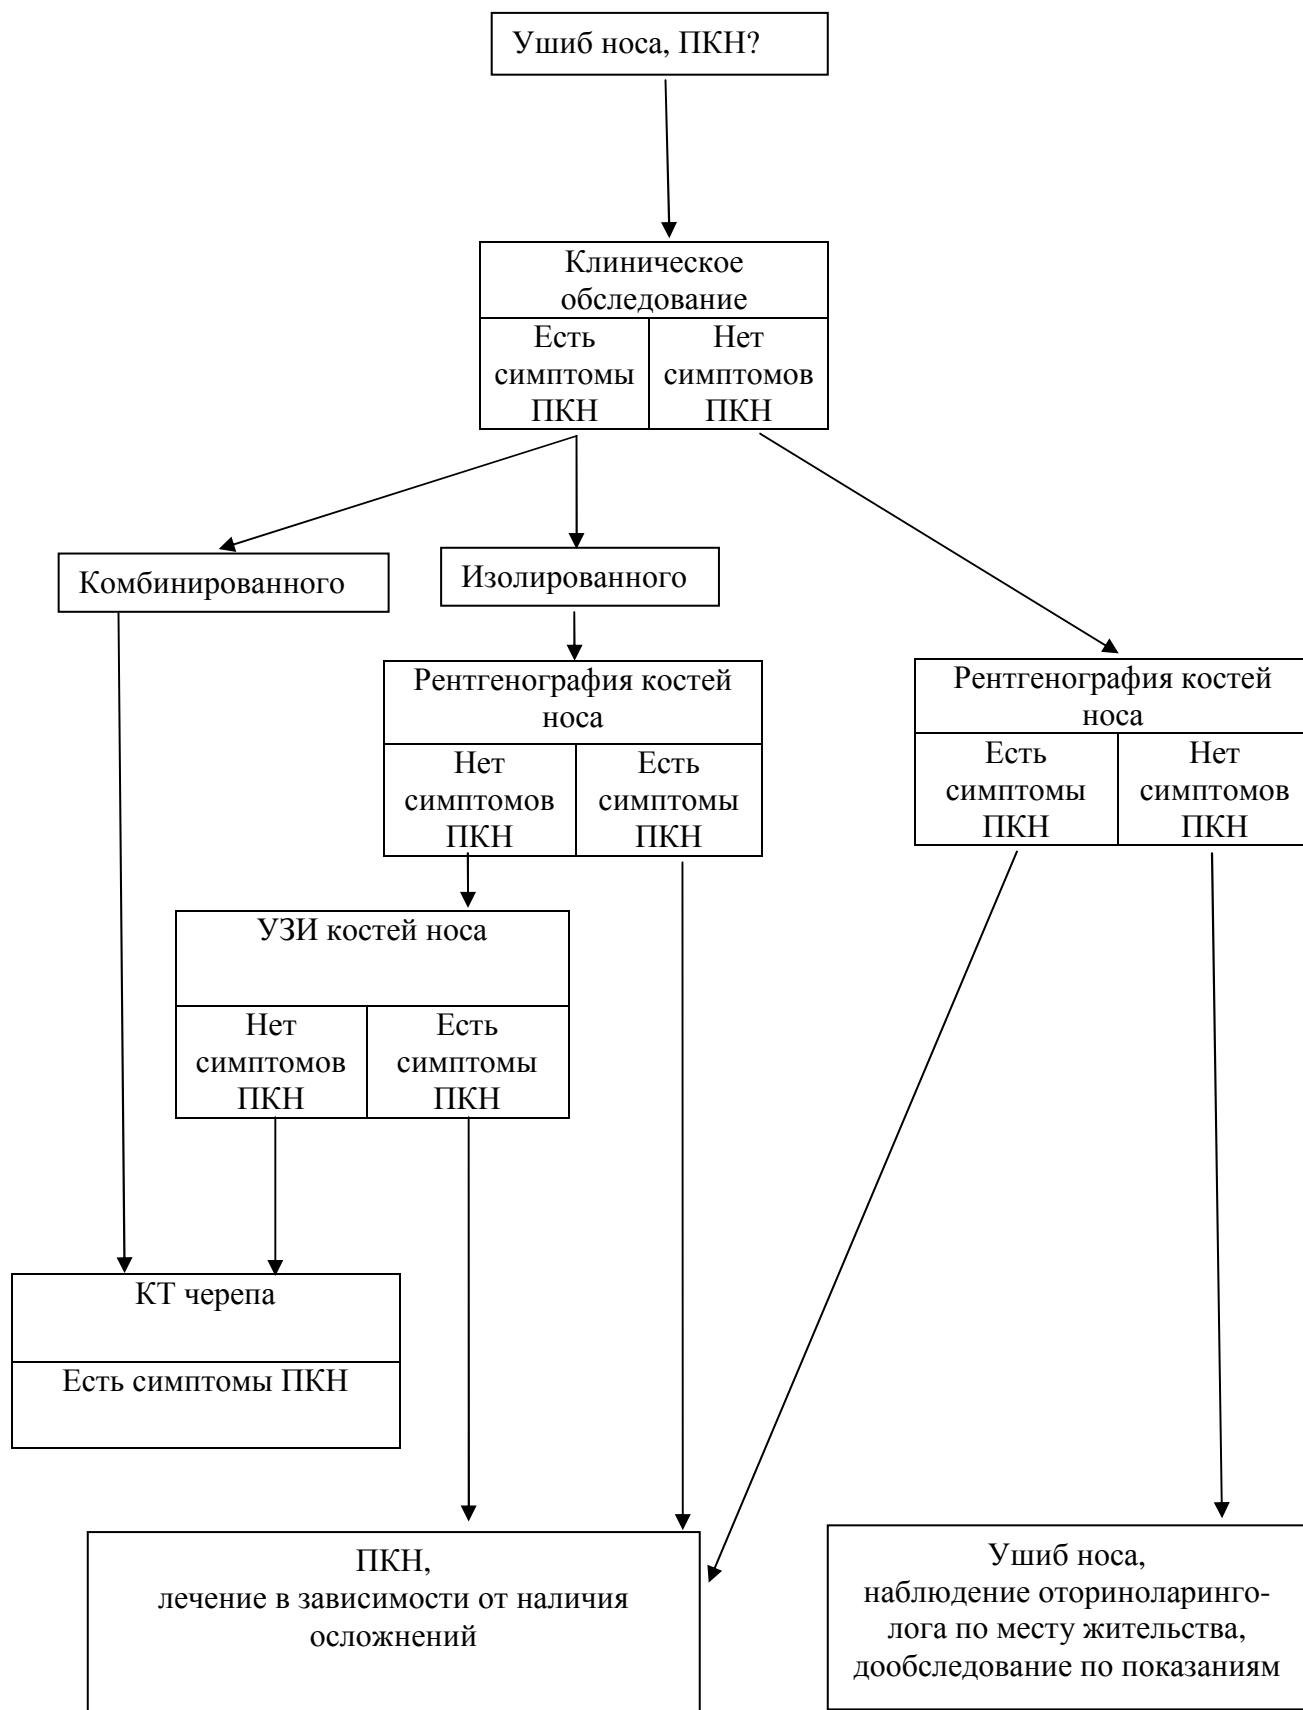 Ушиб носа, ПКН?
Клиническое
обследование
Есть
симптомы
ПКН
Нет
симптомов
ПКН
Комбинированного
Изолированного
Рентгенография костей
носа
Нет
симптомов
ПКН
Есть
симптомы
ПКН
Рентгенография костей
носа
Есть
симптомы
ПКН
Нет
симптомов
ПКН
УЗИ костей носа
Нет
симптомов
ПКН
Есть
симптомы
ПКН
КТ черепа
Есть симптомы ПКН
ПКН,
лечение в зависимости от наличия
осложнений
Ушиб носа,
наблюдение оториноларинго-
лога по месту жительства,
дообследование по показаниям